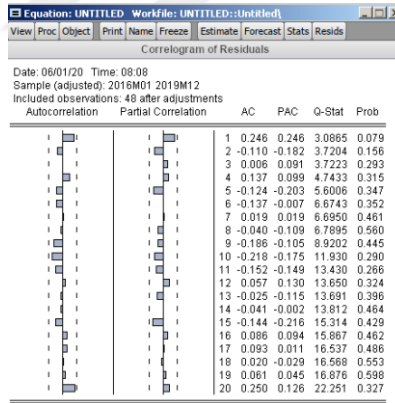 Equation: UNTITLED Workfile: UNTITLED::Untitled\
View Proc Object Print Name Freeze Estimate Forecast Stats Resids
Correlogram of Residuals
Date: 06/01/20 Time: 08:08
Sample (adjusted): 2016M01 2019M12
Included observations: 48 after adjustments
Autocorrelation Partial Correlation AC PAC Q-Stat Prob
1 0.246 0.246 3.0865 0.079
2 -0.110 -0.182 3.7204 0.156
3 0.006 0.091 3.7223 0.293
4 0.137 0.099 4.7433 0.315
5 -0.124 -0.203 5.6006 0.347
6 -0.137 -0.007 6.6743 0.352
7 0.019 0.019 6.6950 0.461
8 -0.040 -0.109 6.7895 0.560
9 -0.186 -0.105 8.9202 0.445
10 -0.218 -0.175 11.930 0.290
11 -0.152 -0.149 13.430 0.266
12 0.057 0.130 13.650 0.324
13 -0.025 -0.115 13.691 0.396
14 -0.041 -0.002 13.812 0.464
15 -0.144 -0.216 15.314 0.429
16 0.086 0.094 15.867 0.462
17 0.093 0.011 16.537 0.486
18 0.020 -0.029 16.568 0.553
19 0.061 0.045 16.876 0.598
20 0.250 0.126 22.251 0.327